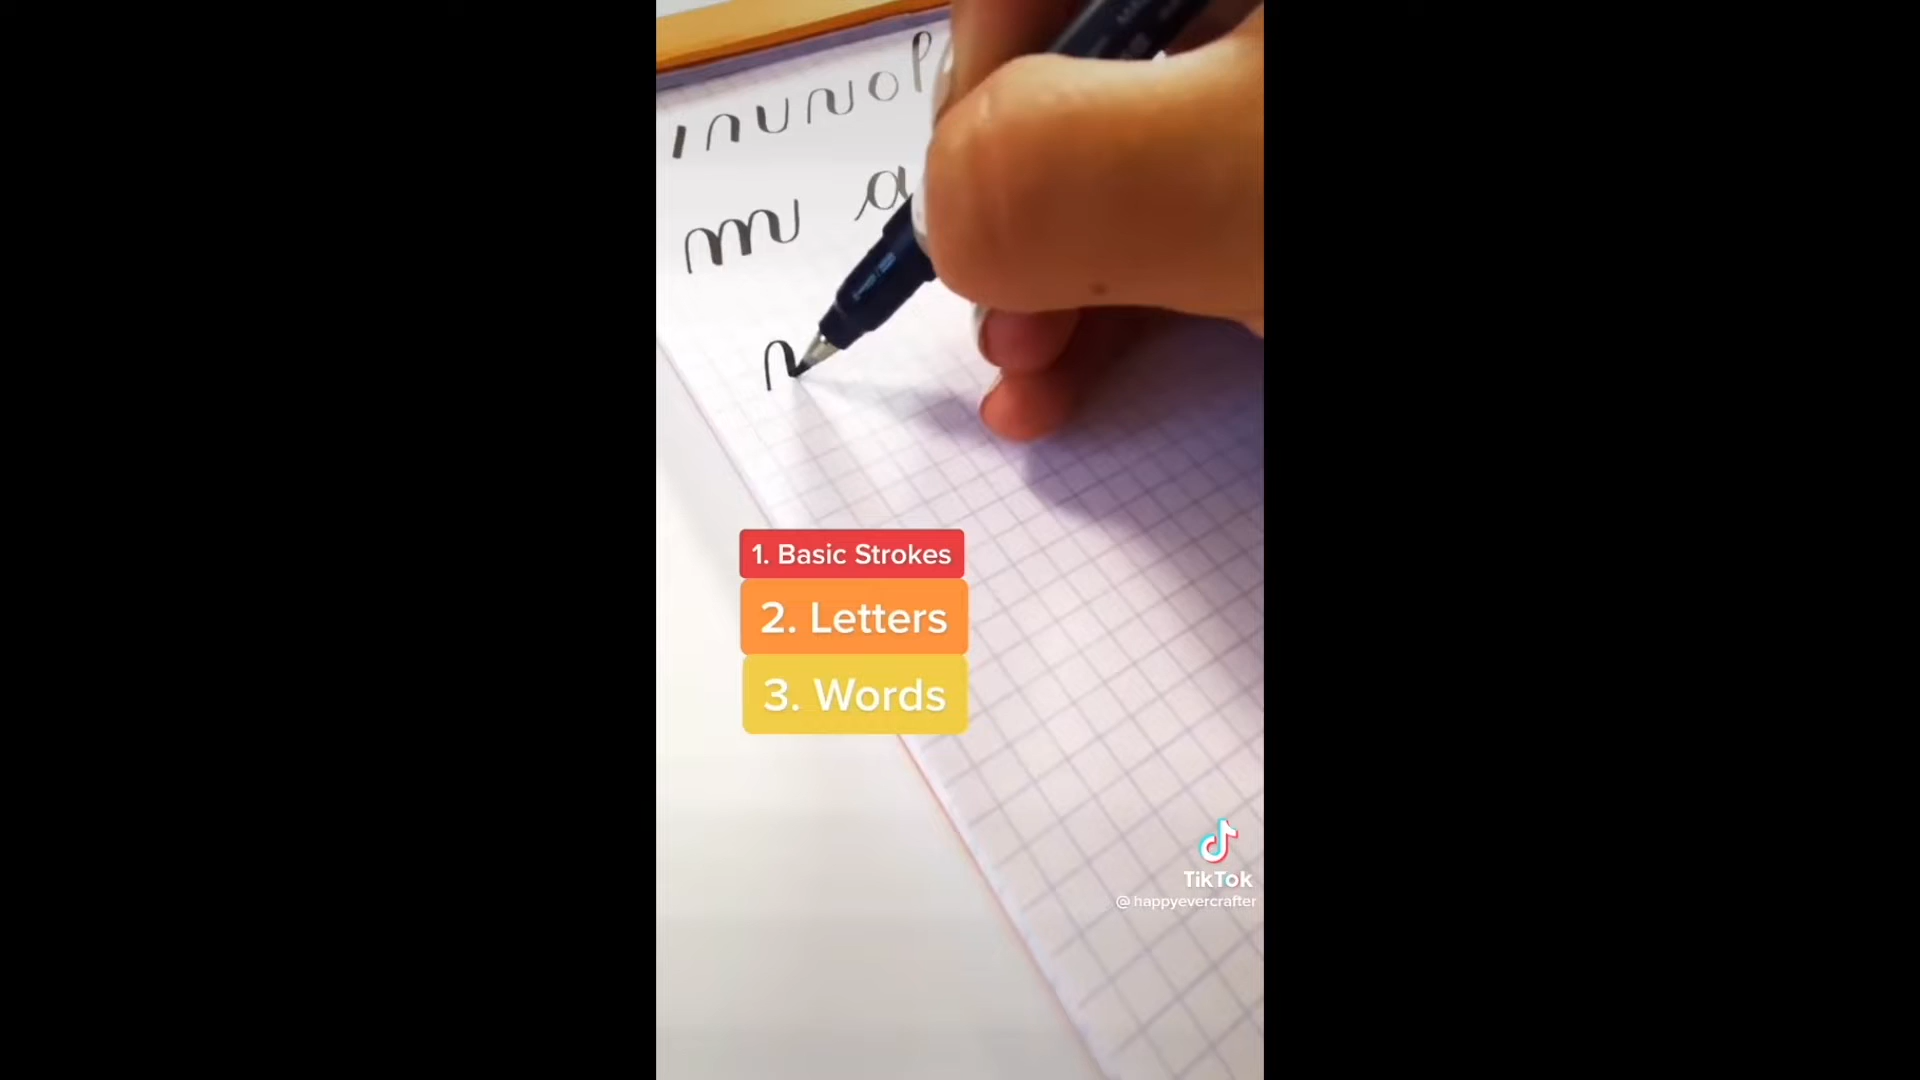 m a
1. Basic Strokes
2. Letters
3. Words
TikTok
@happyevercrafter